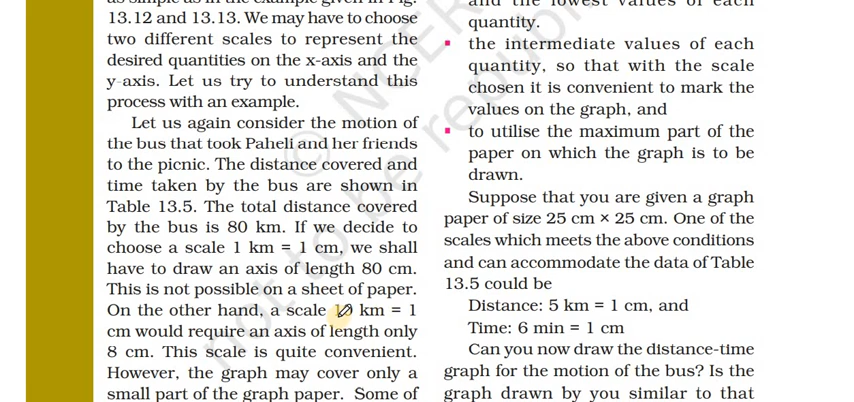 13.12 and 13.13. We may have to choose
two different scales to represent the
desired quantities on the x-axis and the
y-axis. Let us try to understand this
process with an example.
Let us again consider the motion of
the bus that took Paheli and her friends
to the picnic. The distance covered and
time taken by the bus are shown in
Table 13.5. The total distance covered
by the bus is 80 km. If we decide to
choose a scale 1 km = 1 cm, we shall
have to draw an axis of length 80 cm.
This is not possible on a sheet of paper.
On the other hand, a scale km = 1
cm would require an axis of length only
8 cm. This scale is quite convenient.
However, the graph may cover only a
small part of the graph paper. Some of
and the lowest values of each
quantity.
the intermediate values of each
quantity, so that with the scale
chosen it is convenient to mark the
values on the graph, and
to utilise the maximum part of the
paper on which the graph is to be
drawn.
Suppose that you are given a graph
paper of size 25 cm × 25 cm. One of the
scales which meets the above conditions
and can accommodate the data of Table
13.5 could be
Distance: 5 km = 1 cm, and
Time: 6 min = 1 cm
Can you now draw the distance-time
graph for the motion of the bus? Is the
graph drawn by you similar to that
© NCER
not to be republ